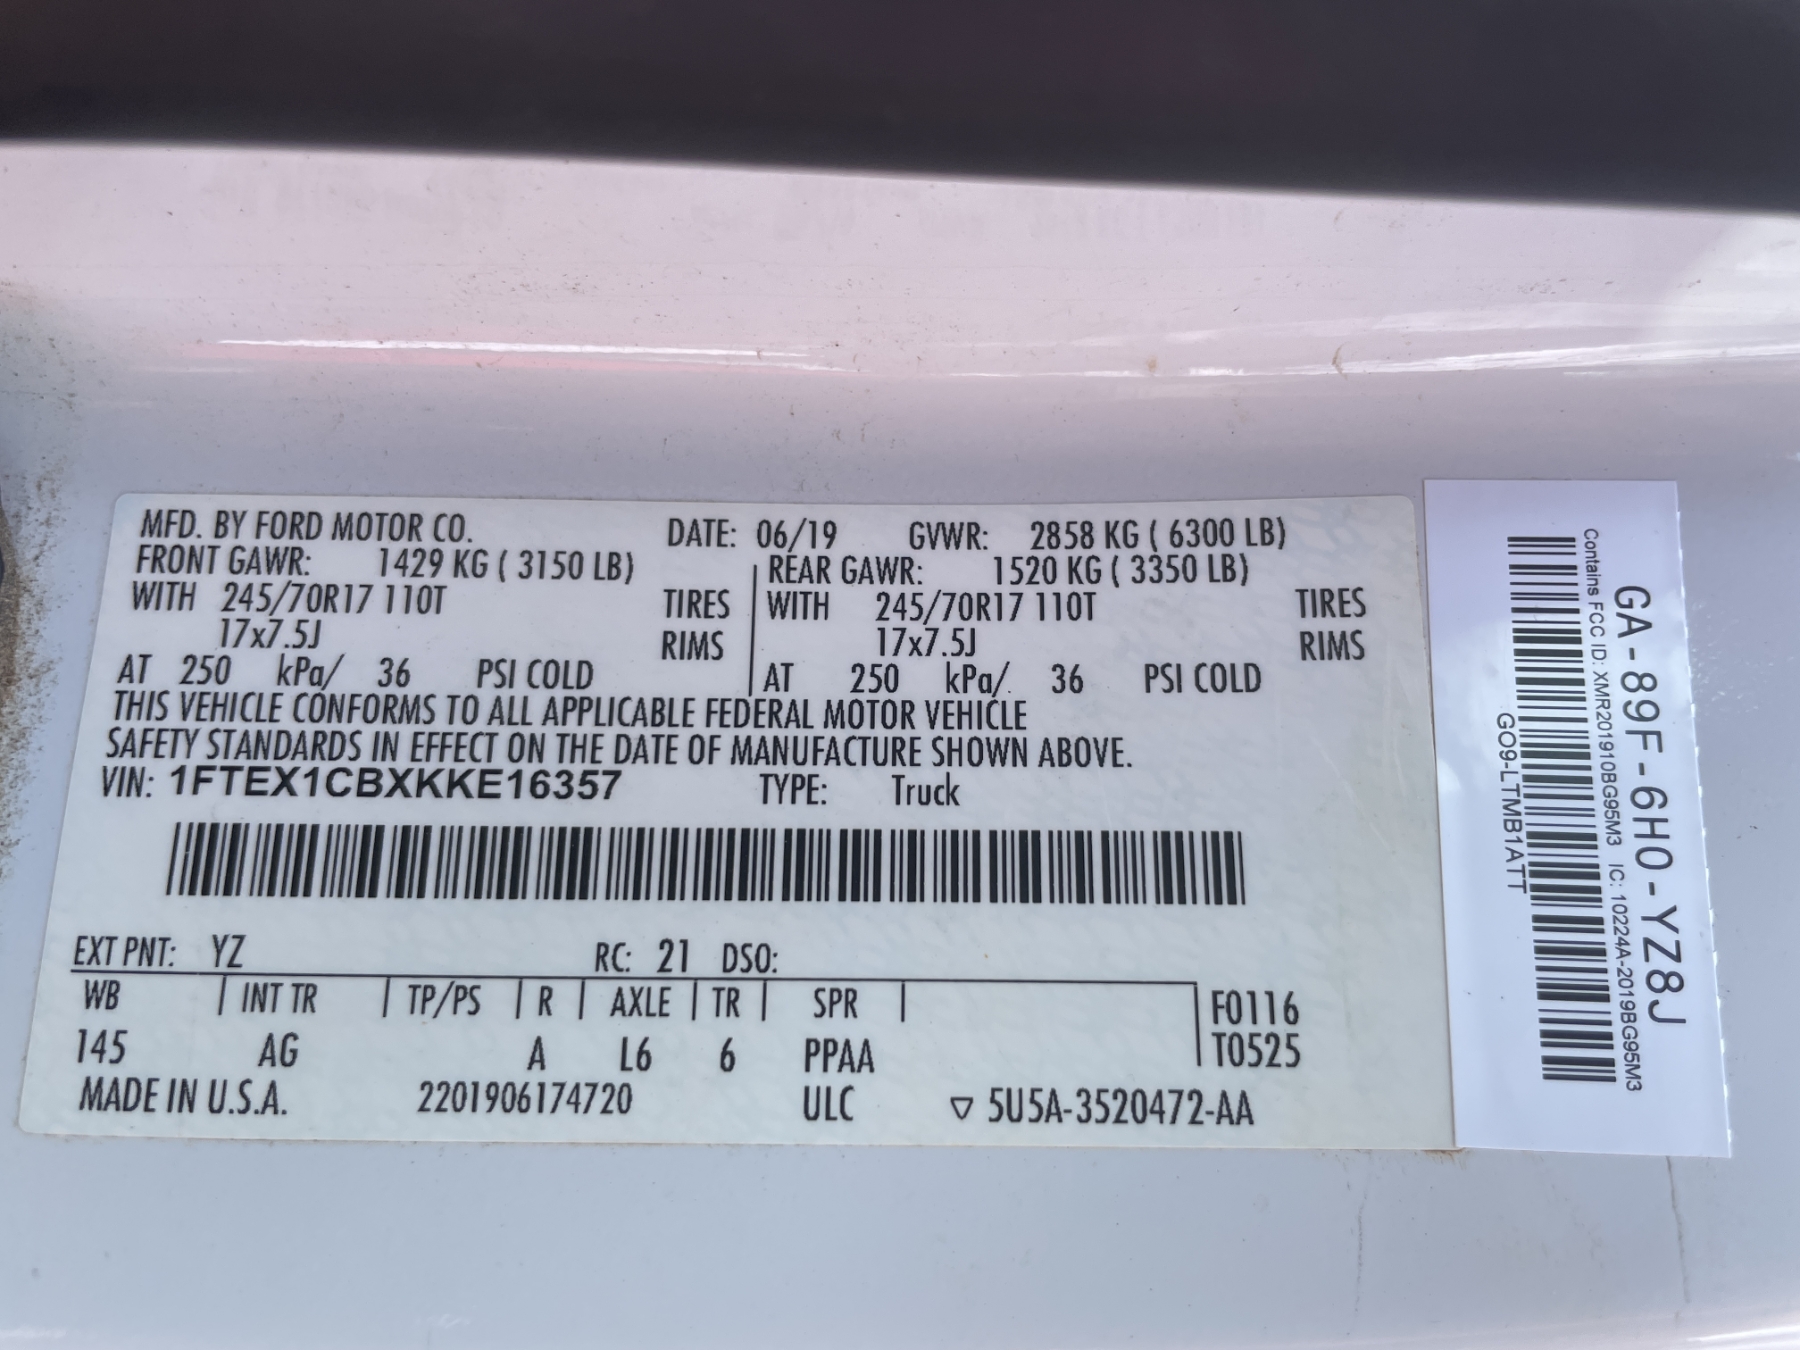 MFD. BY FORD MOTOR CO. DATE: 06/19 GVWR: 2858 KG ( 6300 LB)
FRONT GAWR: 1429 KG ( 3150 LB) REAR GAWR: 1520 KG ( 3350 LB)
WITH 245/70R17 110T TIRES WITH 245/70R17 110T TIRES
17x7.5J RIMS 17x7.5J RIMS
AT 250 kPa/ 36 PSI COLD AT 250 kPa/. 36 PSI COLD
THIS VEHICLE CONFORMS TO ALL APPLICABLE FEDERAL MOTOR VEHICLE
SAFETY STANDARDS IN EFFECT ON THE DATE OF MANUFACTURE SHOWN ABOVE.
VIN: 1FTEX1CBXKKE16357 TYPE: Truck
EXT PNT: YZ RC: 21 DSO:
WB INT TR TP/PS R AXLE TR SPR F0116
145 AG A L6 6 PPAA T0525
MADE IN U.S.A. 2201906174720 ULC ▽ 5U5A-3520472-AA
GA-89F-6H0-YZ8J
Contains FCC ID: XMR201910BG95M3 IC: 10224A-2019BG95M3
GO9-LTMB1ATT